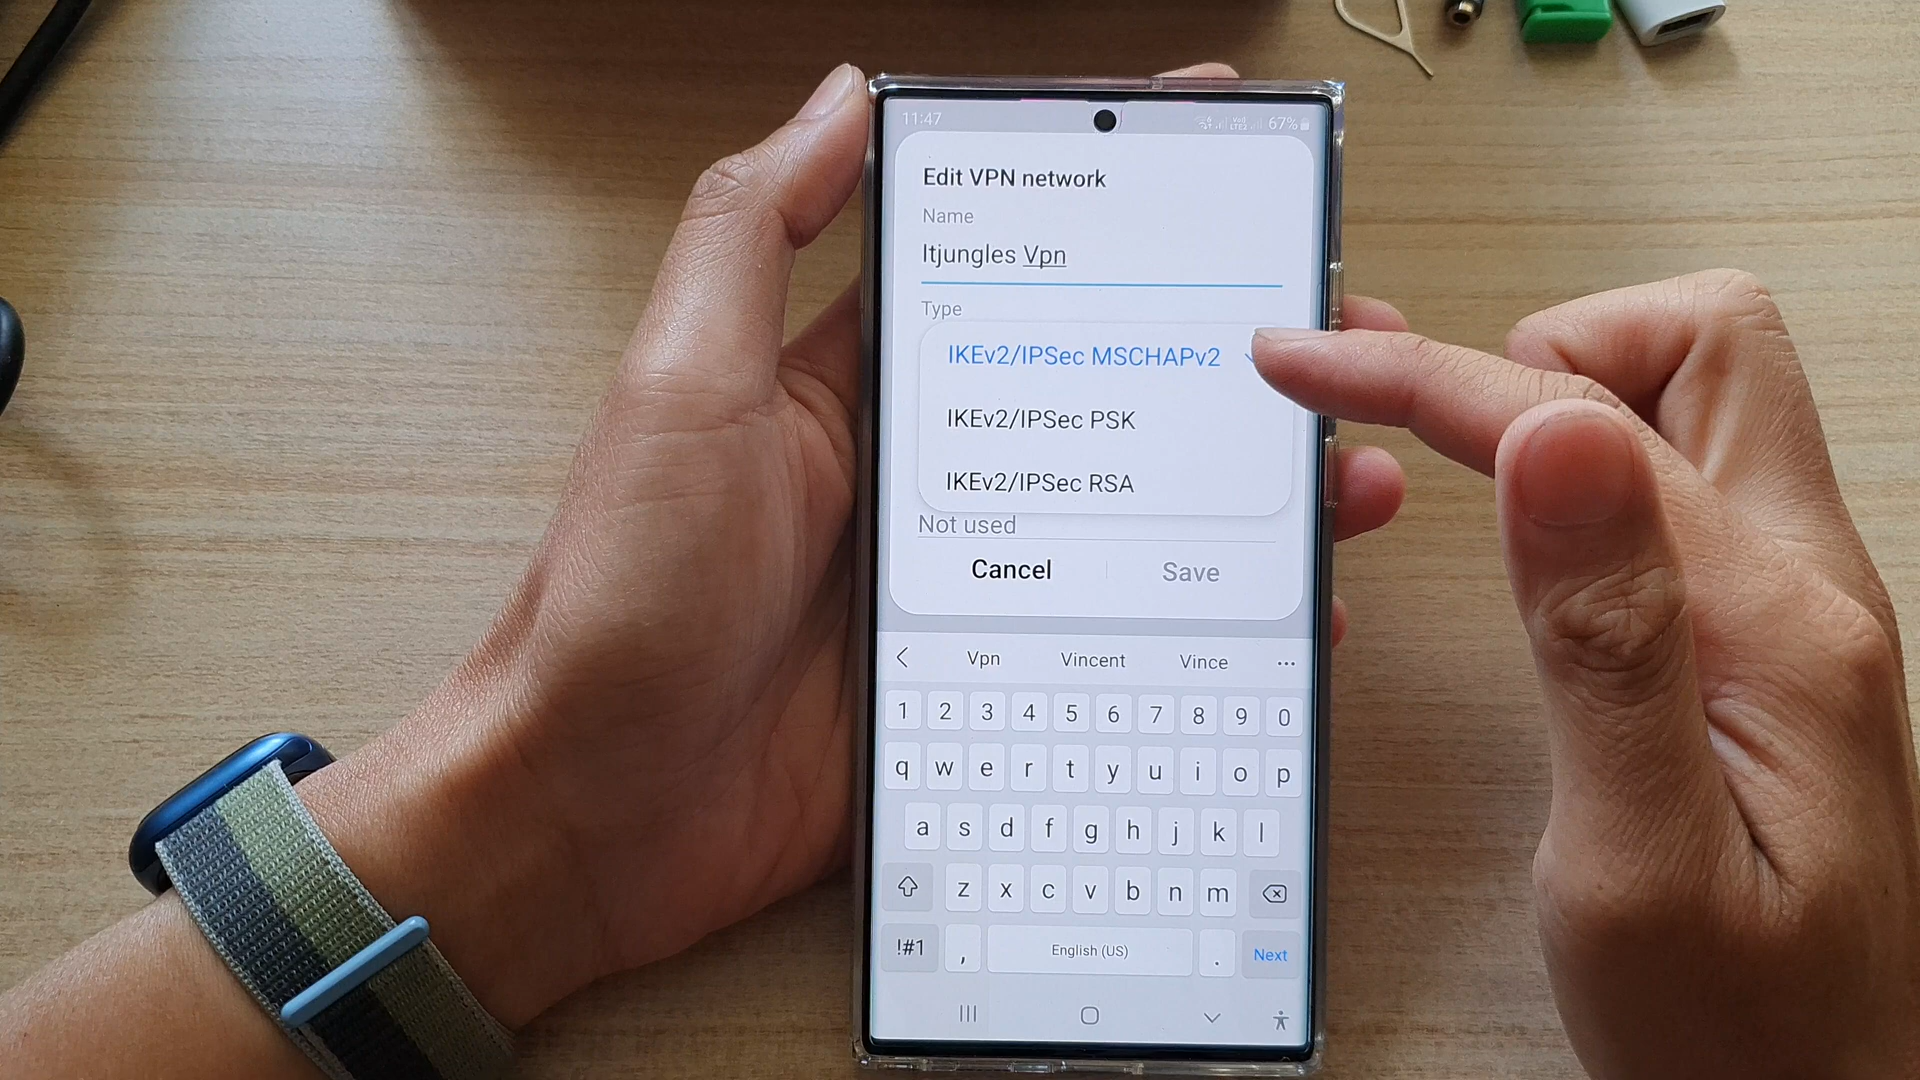 11:47
67%
Edit VPN network
Name
Itjungles Vpn
Type
IKEv2/IPSec MSCHAPv2
IKEv2/IPSec PSK
IKEv2/IPSec RSA
Not used
Cancel Save
Vpn Vincent Vince
1 2 3 4 5 6 7 8 9 0
q w e r t y u i o p
a s d f g h j k l
z x c v b n m
!#1 , English (US) . Next